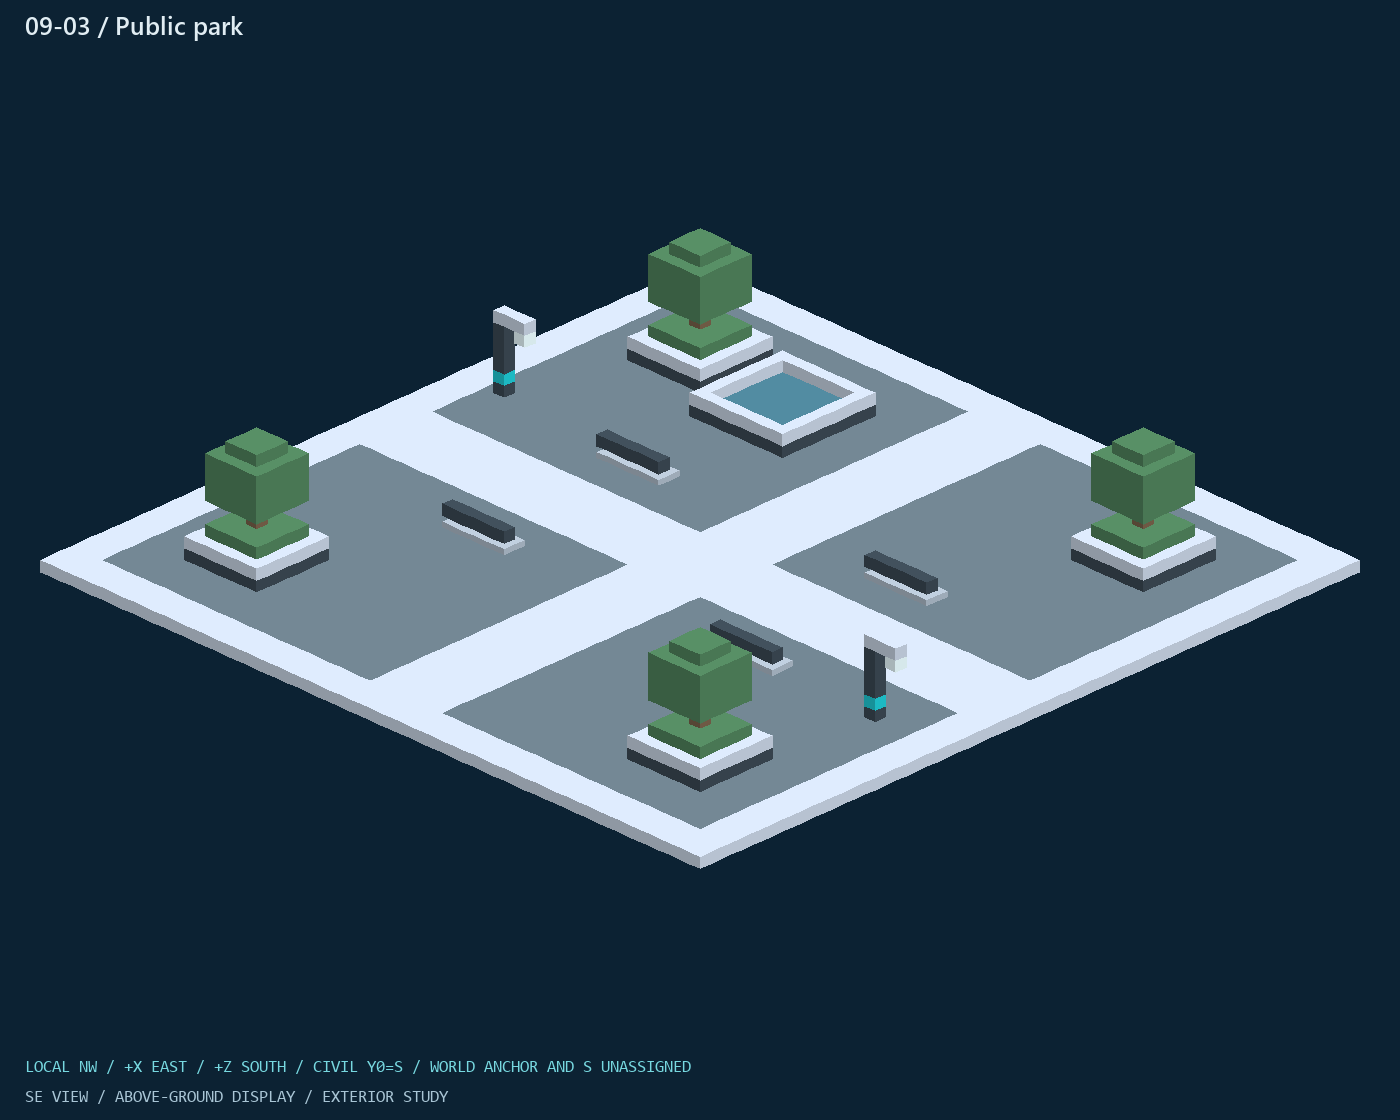 09-03 / Public park
LOCAL NW / +X EAST / +Z SOUTH / CIVIL Y0=S / WORLD ANCHOR AND S UNASSIGNED
SE VIEW / ABOVE-GROUND DISPLAY / EXTERIOR STUDY